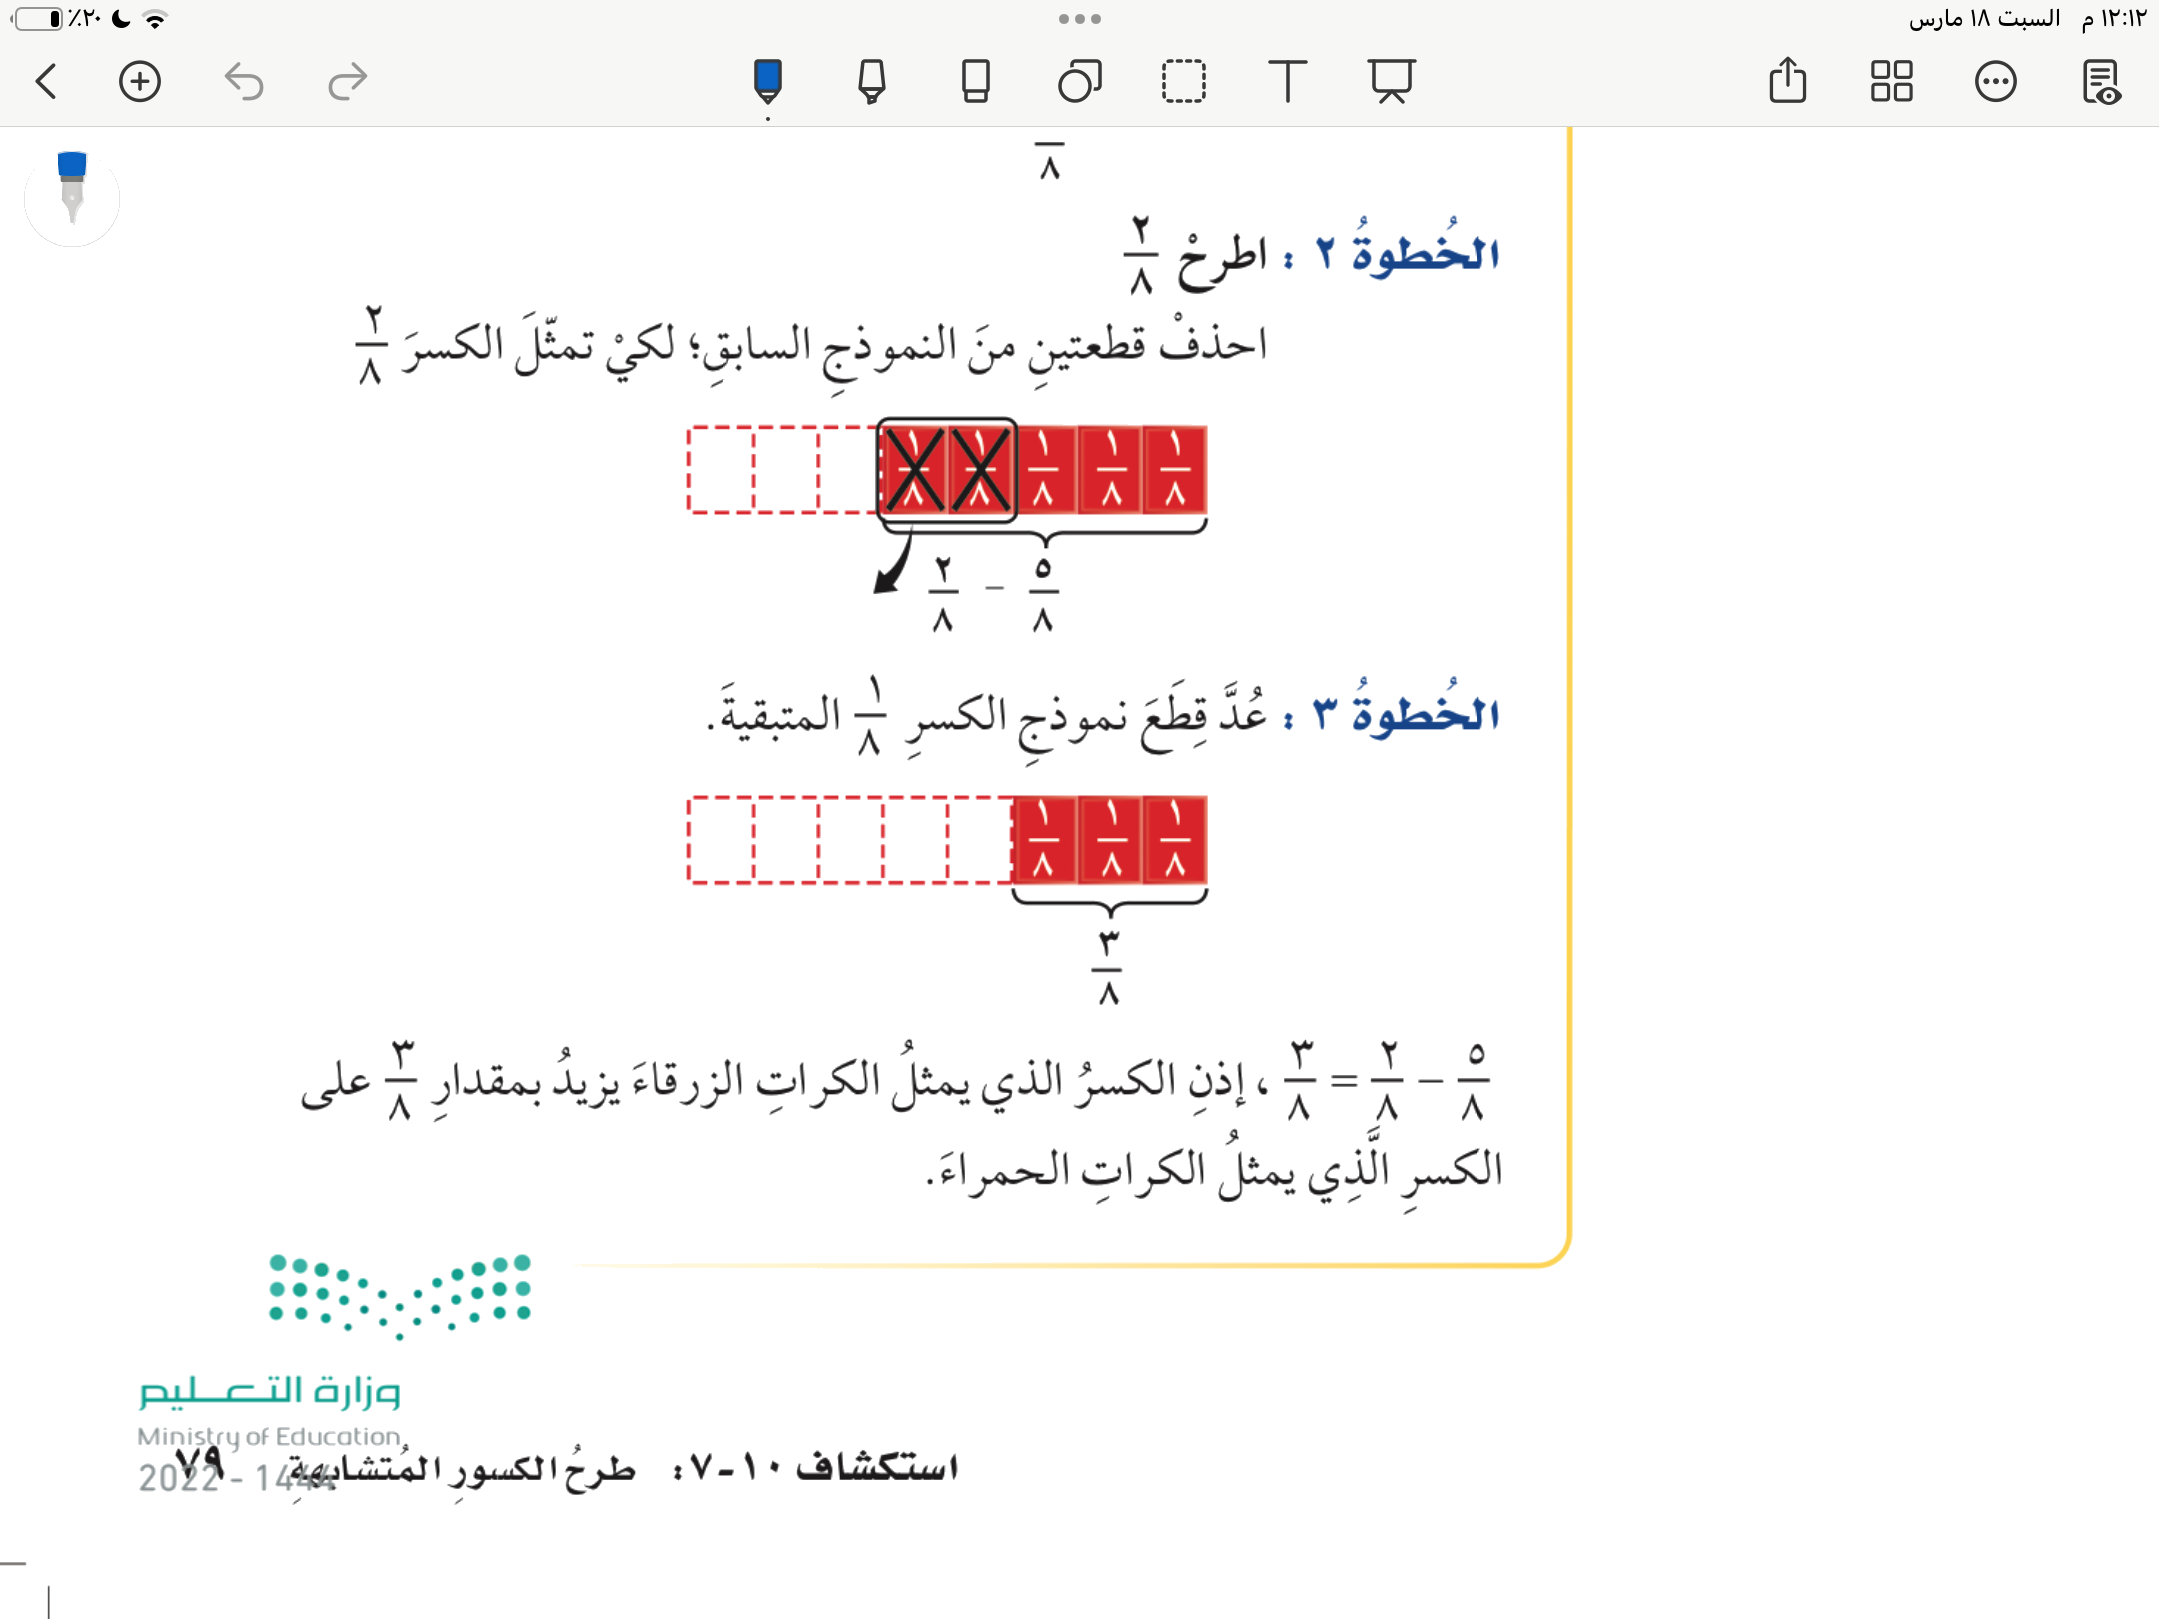 ١٢:١٢ م السبت ١٨ مارس
٪٢٠
٨
الخُطوةُ ٢ : اطرحْ ٢/٨
احذفْ قطعتينِ منَ النموذجِ السابقِ؛ لكيْ تمثّلَ الكسرَ ٢/٨
١/٨ ١/٨ ١/٨ ١/٨ ١/٨
٥/٨ - ٢/٨
الخُطوةُ ٣ : عُدَّ قِطَعَ نموذجِ الكسرِ ١/٨ المتبقيةَ.
١/٨ ١/٨ ١/٨
٣/٨
٥/٨ – ٢/٨ = ٣/٨ ، إذنِ الكسرُ الذي يمثلُ الكراتِ الزرقاءَ يزيدُ بمقدارِ ٣/٨ على
الكسرِ الَّذِي يمثلُ الكراتِ الحمراءَ.
وزارة التعليم
Ministry of Education
2022 - 1444
استكشاف ١٠-٧: طرحُ الكسورِ المُتشابهةِ ٧٩